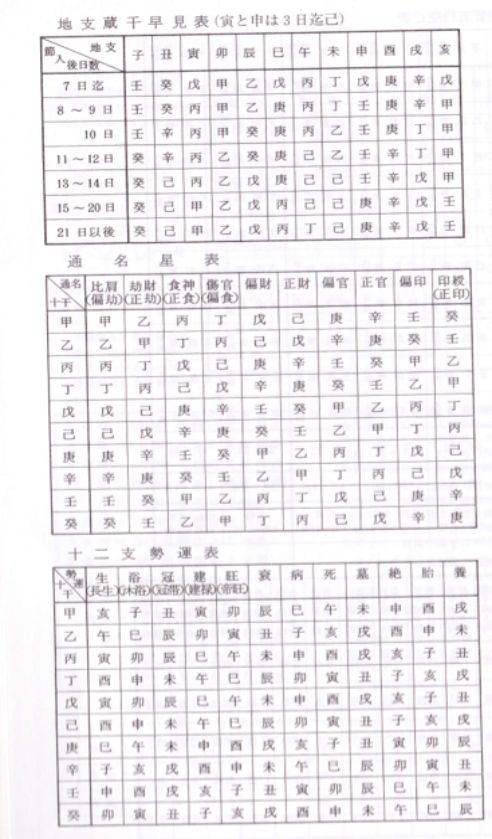 地支蔵干早見表(寅と申は3日迄己)
節入後日数 地支 子 丑 寅 卯 辰 巳 午 未 申 酉 戌 亥
7日迄 壬 癸 戊 甲 乙 戊 丙 丁 戊 庚 辛 戊
8〜9日 壬 癸 丙 甲 乙 庚 丙 丁 壬 庚 辛 甲
10日 壬 辛 丙 甲 癸 庚 丙 乙 壬 庚 丁 甲
11〜12日 癸 辛 丙 乙 癸 庚 己 乙 壬 辛 丁 甲
13〜14日 癸 己 丙 乙 戊 庚 己 己 壬 辛 戊 甲
15〜20日 癸 己 甲 乙 戊 丙 己 己 庚 辛 戊 壬
21日以後 癸 己 甲 乙 戊 丙 丁 己 庚 辛 戊 壬
通名星表
十干 通名 比肩(偏劫) 劫財(正劫) 食神(正食) 傷官(偏食) 偏財 正財 偏官 正官 偏印 印綬(正印)
甲 甲 乙 丙 丁 戊 己 庚 辛 壬 癸
乙 乙 甲 丁 丙 己 戊 辛 庚 癸 壬
丙 丙 丁 戊 己 庚 辛 壬 癸 甲 乙
丁 丁 丙 己 戊 辛 庚 癸 壬 乙 甲
戊 戊 己 庚 辛 壬 癸 甲 乙 丙 丁
己 己 戊 辛 庚 癸 壬 乙 甲 丁 丙
庚 庚 辛 壬 癸 甲 乙 丙 丁 戊 己
辛 辛 庚 癸 壬 乙 甲 丁 丙 己 戊
壬 壬 癸 甲 乙 丙 丁 戊 己 庚 辛
癸 癸 壬 乙 甲 丁 丙 己 戊 辛 庚
十二支勢運表
十干 勢運 生(長生) 浴(沐浴) 冠(冠帯) 建(建禄) 旺(帝旺) 衰 病 死 墓 絶 胎 養
甲 亥 子 丑 寅 卯 辰 巳 午 未 申 酉 戌
乙 午 巳 辰 卯 寅 丑 子 亥 戌 酉 申 未
丙 寅 卯 辰 巳 午 未 申 酉 戌 亥 子 丑
丁 酉 申 未 午 巳 辰 卯 寅 丑 子 亥 戌
戊 寅 卯 辰 巳 午 未 申 酉 戌 亥 子 丑
己 酉 申 未 午 巳 辰 卯 寅 丑 子 亥 戌
庚 巳 午 未 申 酉 戌 亥 子 丑 寅 卯 辰
辛 子 亥 戌 酉 申 未 午 巳 辰 卯 寅 丑
壬 申 酉 戌 亥 子 丑 寅 卯 辰 巳 午 未
癸 卯 寅 丑 子 亥 戌 酉 申 未 午 巳 辰